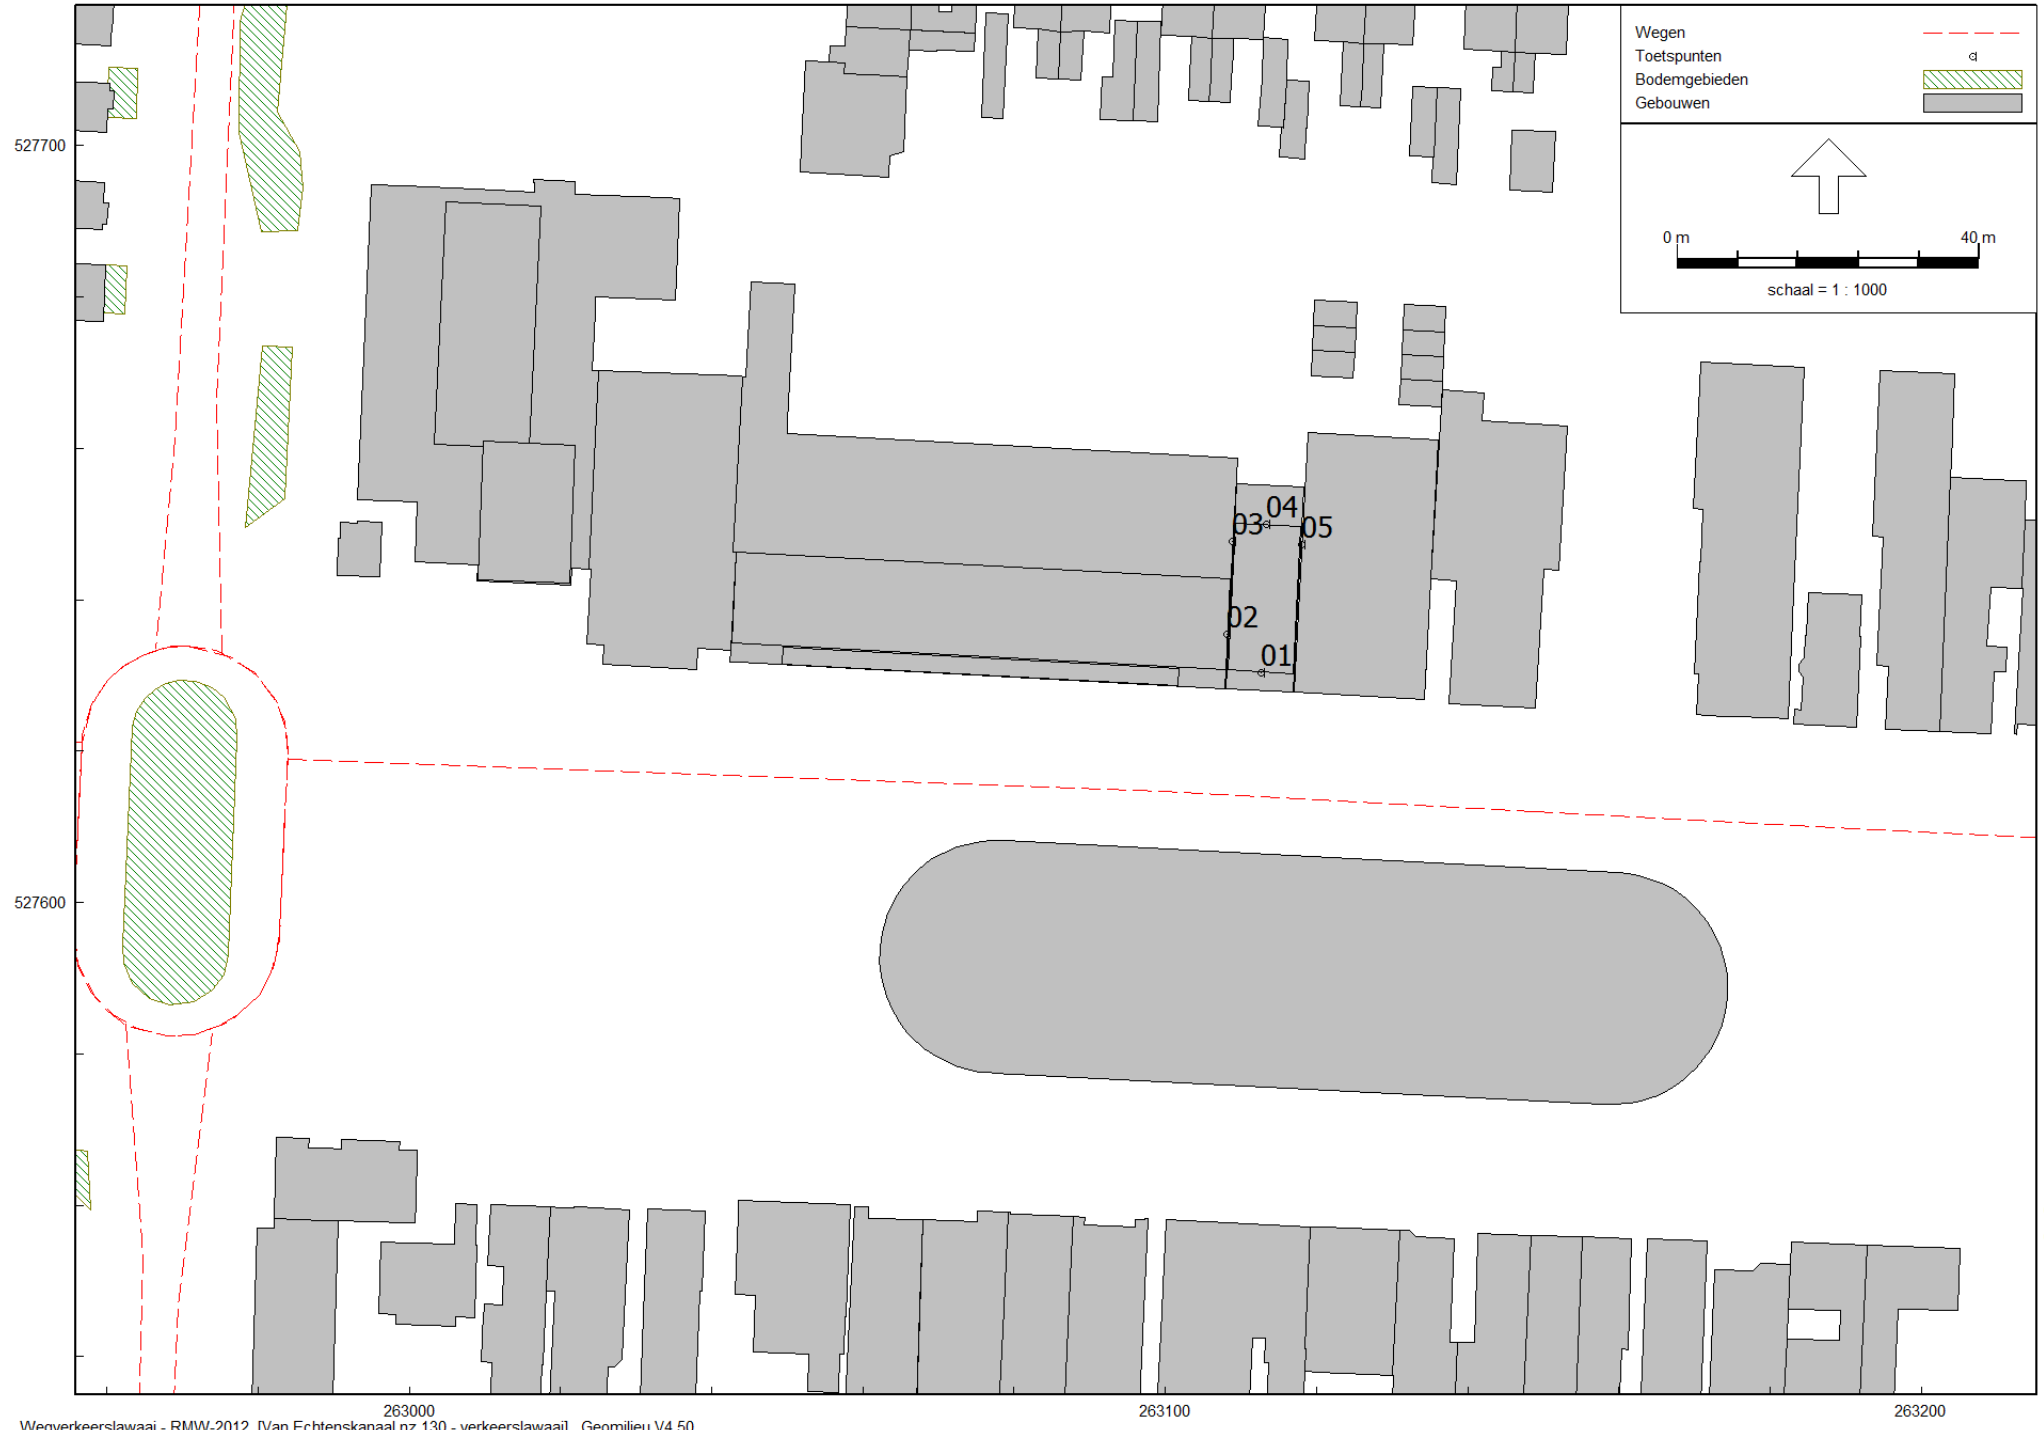 Wegen
Toetspunten
Bodemgebieden
Gebouwen
0 m 40 m
schaal = 1 : 1000
527700
04
03
05
02
01
527600
263000 263100 263200
Wegverkeerslawaai - RMW-2012, [Van Echtenskanaal nz 130 - verkeerslawaai], Geomilieu V4.50